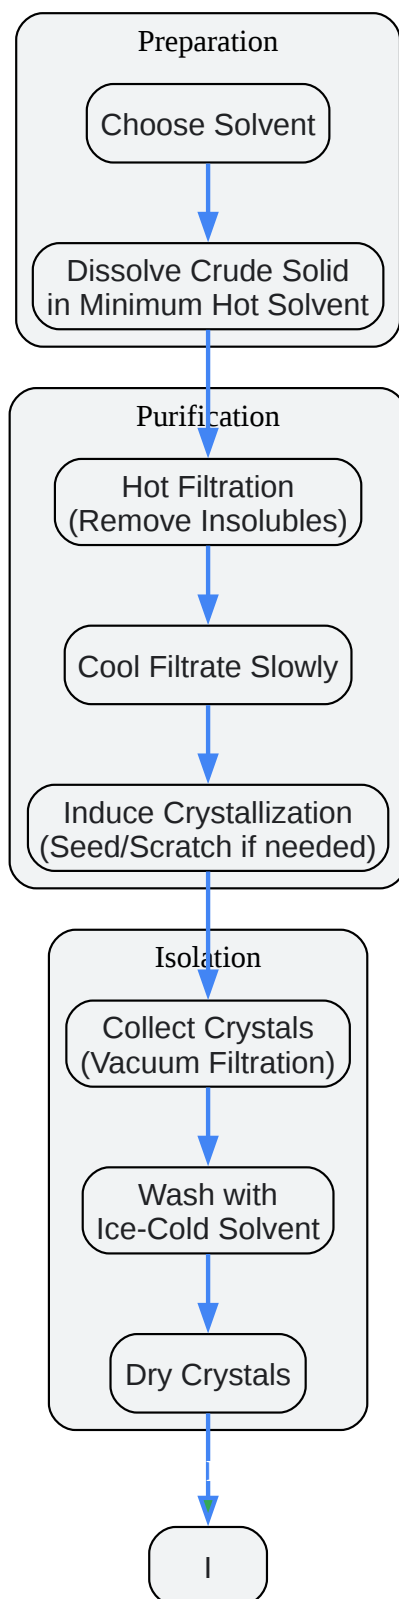 Preparation
Choose Solvent
Dissolve Crude Solid
in Minimum Hot Solvent
Purification
Hot Filtration
(Remove Insolubles)
Cool Filtrate Slowly
Induce Crystallization
(Seed/Scratch if needed)
Isolation
Collect Crystals
(Vacuum Filtration)
Wash with
Ice-Cold Solvent
Dry Crystals
I